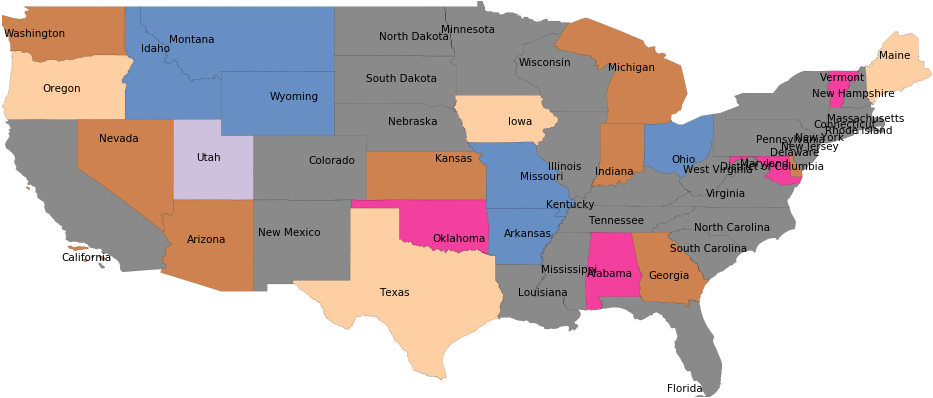 Washington
Idaho
Montana
North Dakota
Minnesota
Oregon
Wyoming
South Dakota
Wisconsin
Michigan
Maine
Vermont
New Hampshire
Nevada
Utah
Colorado
Nebraska
Kansas
Iowa
Missouri
Illinois
Indiana
Ohio
Massachusetts
Connecticut
Rhode Island
New York
Pennsylvania
New Jersey
Delaware
Maryland
District of Columbia
West Virginia
Virginia
Kentucky
Tennessee
North Carolina
South Carolina
California
Arizona
New Mexico
Oklahoma
Arkansas
Texas
Louisiana
Mississippi
Alabama
Georgia
Florida